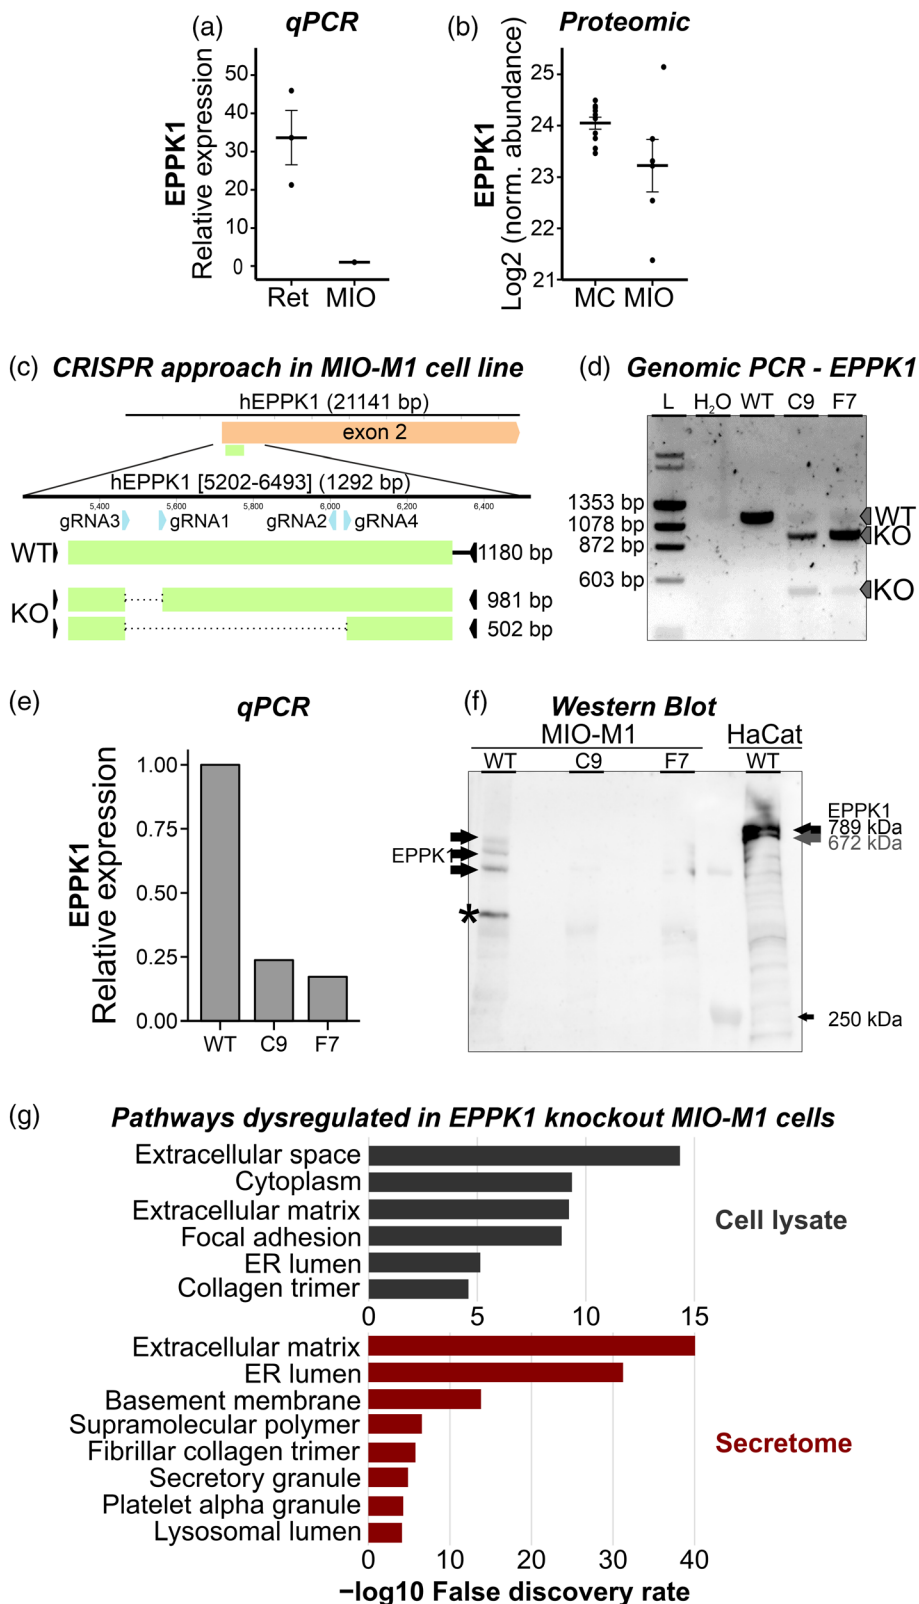 (a) qPCR
EPPK1
Relative expression
50
40
30
20
10
0
Ret MIO
(b) Proteomic
EPPK1
Log2 (norm. abundance)
25
24
23
22
21
MC MIO
(c) CRISPR approach in MIO-M1 cell line
hEPPK1 (21141 bp)
exon 2
hEPPK1 [5202-6493] (1292 bp)
5,400 5,600 5,800 6,000 6,200 6,400
gRNA3 gRNA1 gRNA2 gRNA4
WT 1180 bp
KO
981 bp
502 bp
(d) Genomic PCR - EPPK1
L H2O WT C9 F7
1353 bp
1078 bp
872 bp
603 bp
WT
KO
KO
(e) qPCR
EPPK1
Relative expression
1.00
0.75
0.50
0.25
0.00
WT C9 F7
(f) Western Blot
MIO-M1 HaCat
WT C9 F7 WT
EPPK1
*
EPPK1
789 kDa
672 kDa
250 kDa
(g) Pathways dysregulated in EPPK1 knockout MIO-M1 cells
Extracellular space
Cytoplasm
Extracellular matrix
Focal adhesion
ER lumen
Collagen trimer
0 5 10 15
Cell lysate
Extracellular matrix
ER lumen
Basement membrane
Supramolecular polymer
Fibrillar collagen trimer
Secretory granule
Platelet alpha granule
Lysosomal lumen
0 10 20 30 40
Secretome
−log10 False discovery rate